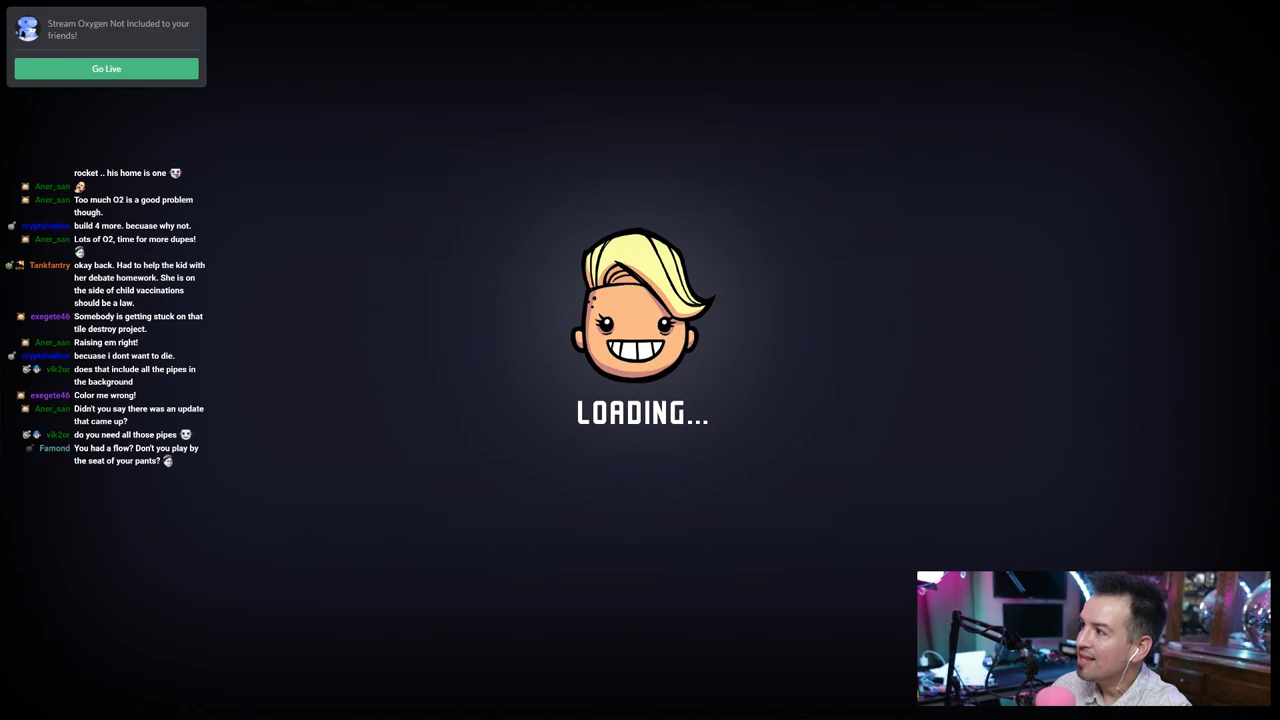 Stream Oxygen Not Included to your
friends!
Go Live
rocket .. his home is one
Aner_san
Aner_san Too much O2 is a good problem
though.
cryptshadow build 4 more. becuase why not.
Aner_san Lots of O2, time for more dupes!
Tankfantry okay back. Had to help the kid with
her debate homework. She is on
the side of child vaccinations
should be a law.
exegete46 Somebody is getting stuck on that
tile destroy project.
Aner_san Raising em right!
cryptshadow becuase i dont want to die.
vik2or does that include all the pipes in
the background
exegete46 Color me wrong!
Aner_san Didn't you say there was an update
that came up?
vik2or do you need all those pipes
Famond You had a flow? Don't you play by
the seat of your pants?
LOADING...